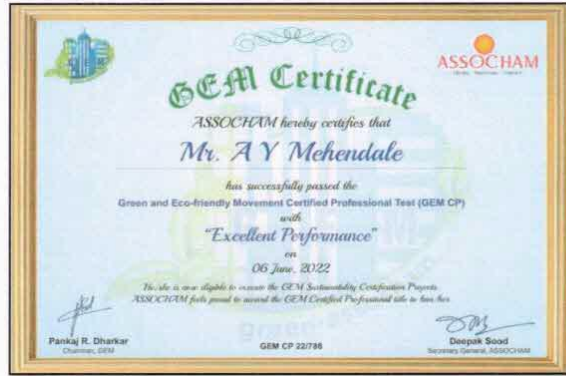 ASSOCHAM
GEM Certificate
ASSOCHAM hereby certifies that
Mr. A Y Mehendale
has successfully passed the
Green and Eco-friendly Movement Certified Professional Test (GEM CP)
with
"Excellent Performance"
on
06 June, 2022
He/she is now eligible to execute the GEM Sustainability Certification Projects
ASSOCHAM feels proud to award the GEM Certified Professional title to him/her
Pankaj R. Dharkar
Chairman, GEM
GEM CP 22/786
Deepak Sood
Secretary General, ASSOCHAM